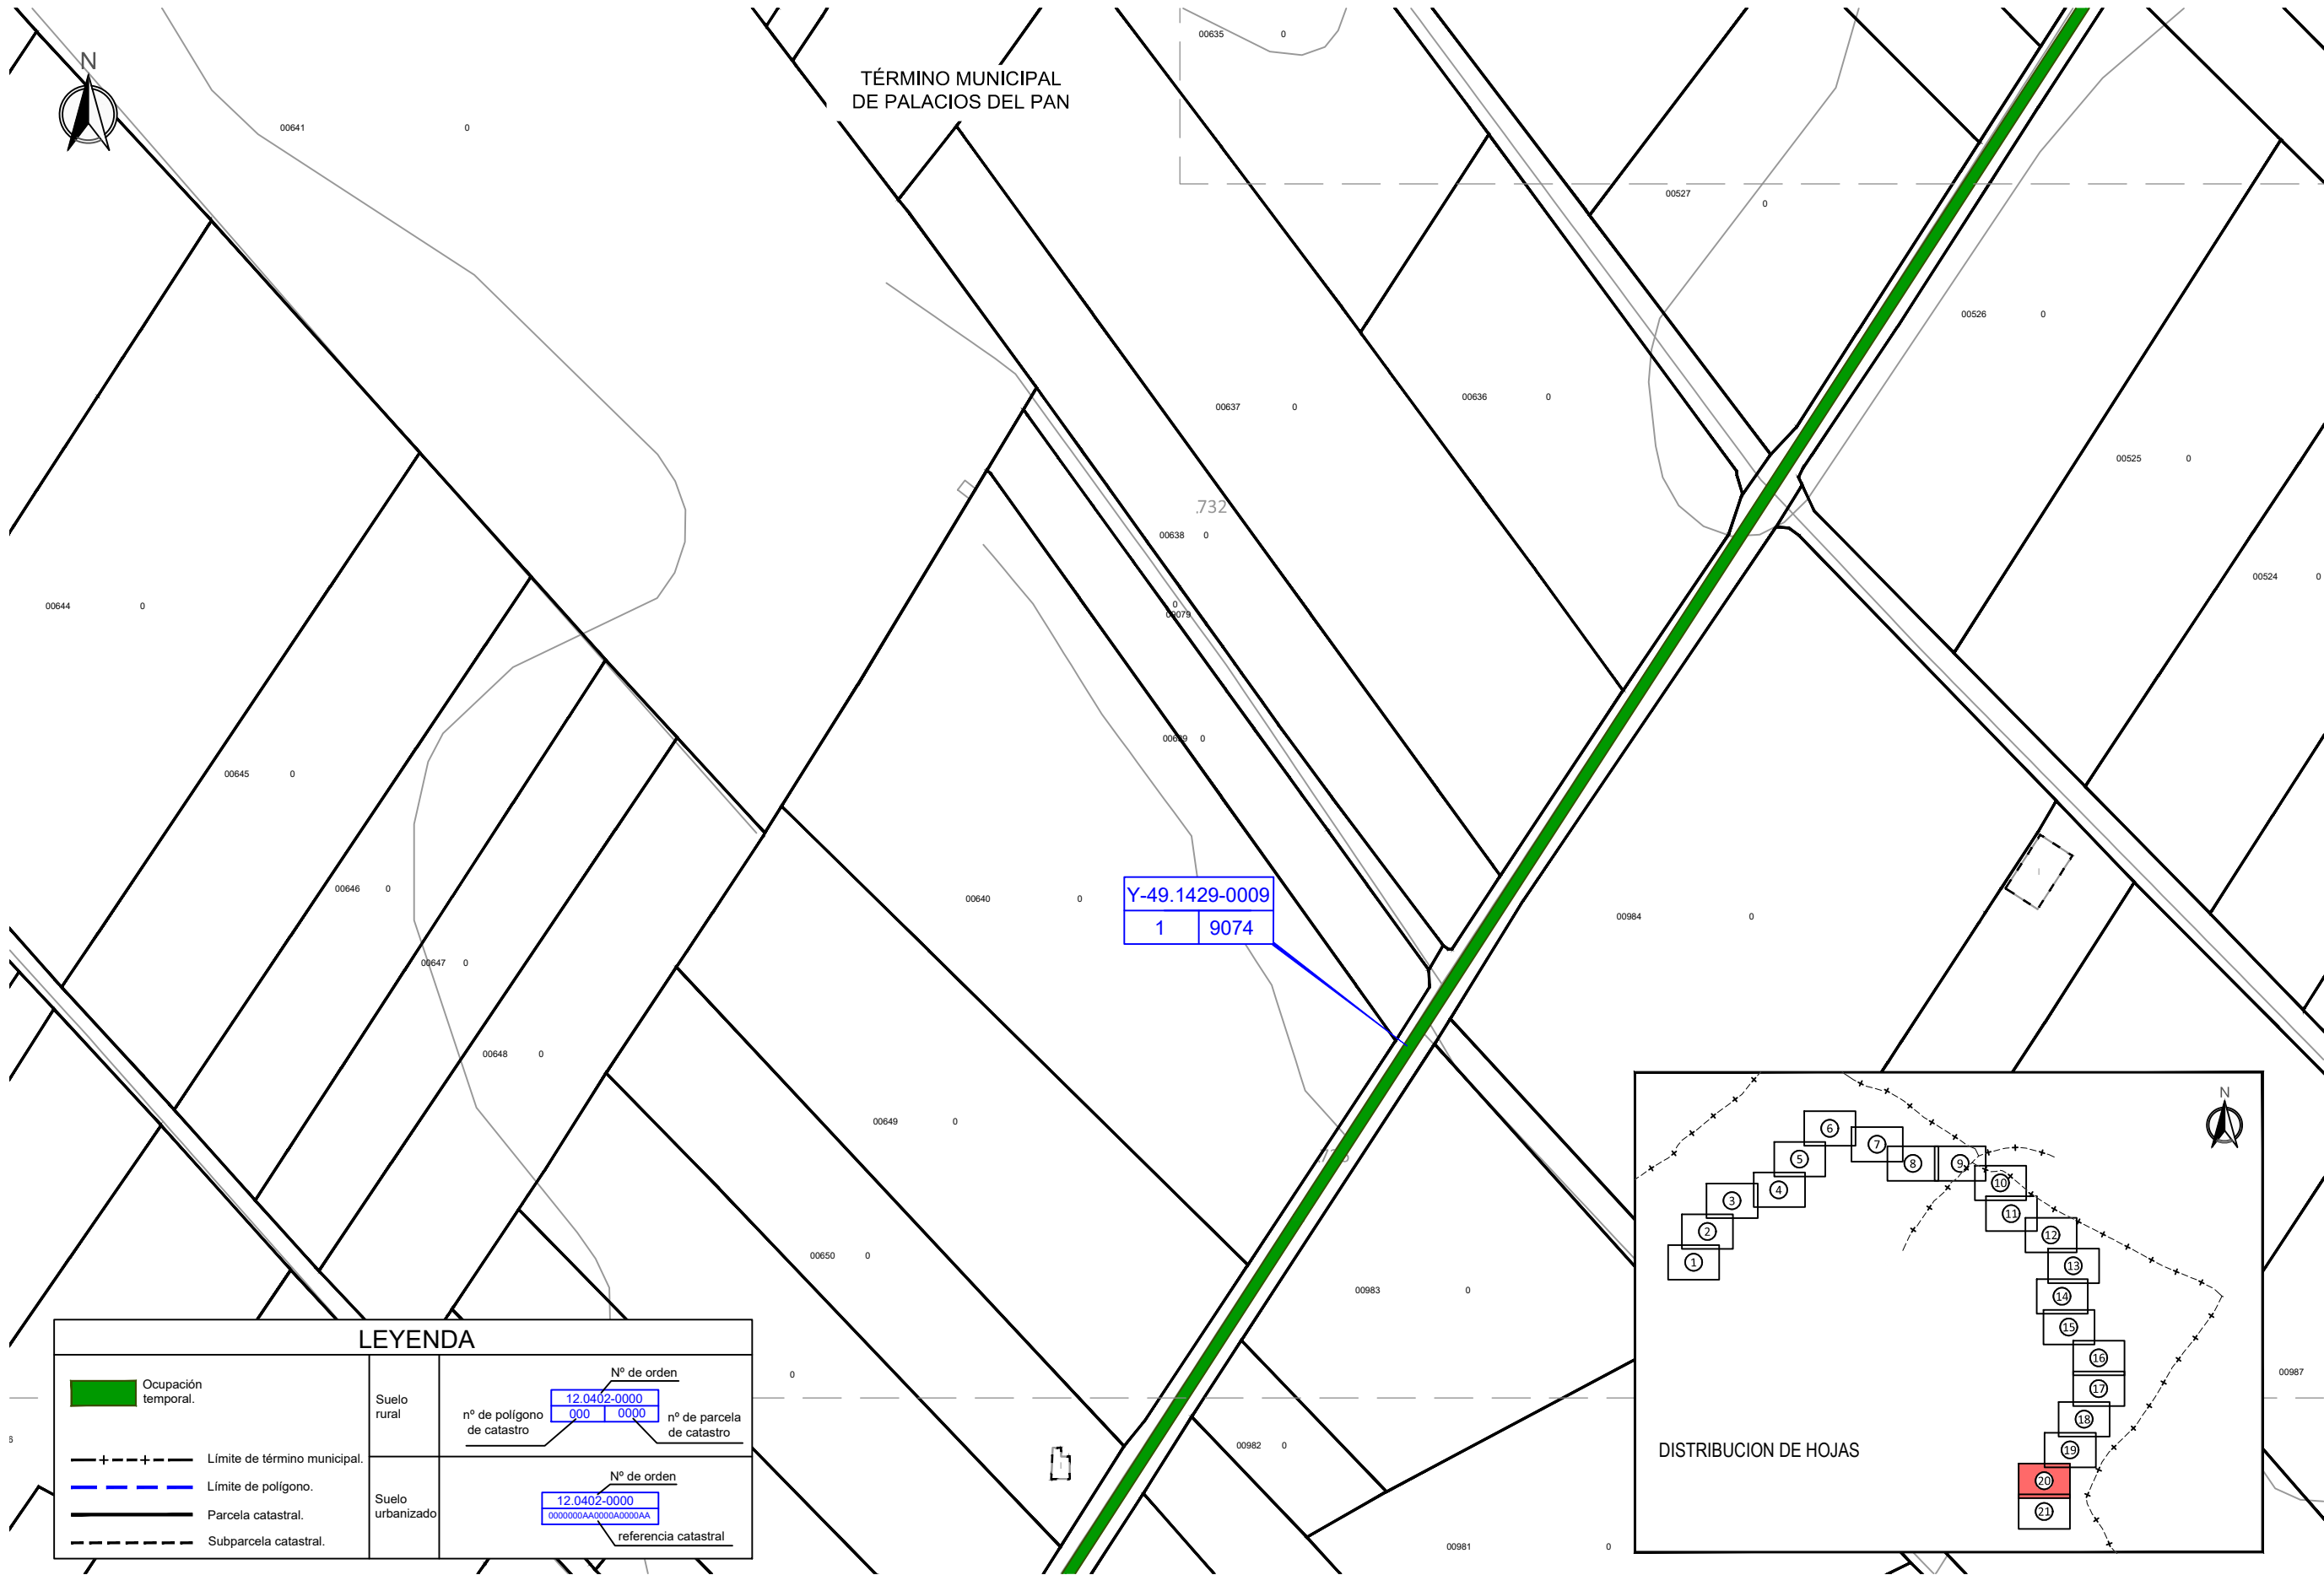 00635 0
N
TÉRMINO MUNICIPAL
DE PALACIOS DEL PAN
00641 0
00527 0
00526 0
00637 0
00636 0
00525 0
.732
00638 0
00524 0
00644 0
0
00079
00639 0
00645 0
00646 0
00640 0
Y-49.1429-0009
1 9074
00984 0
00647 0
00648 0
00649 0
00650 0
00983 0
0
00982 0
00981 0
00987
LEYENDA
Ocupación
temporal.
Límite de término municipal.
Límite de polígono.
Parcela catastral.
Subparcela catastral.
Suelo
rural
Nº de orden
12.0402-0000
000 0000
nº de polígono
de catastro
nº de parcela
de catastro
Suelo
urbanizado
Nº de orden
12.0402-0000
0000000AA0000A0000AA
referencia catastral
N
6
7
5
8
9
4
10
3
11
2
12
1
13
14
15
16
17
18
19
20
21
DISTRIBUCION DE HOJAS